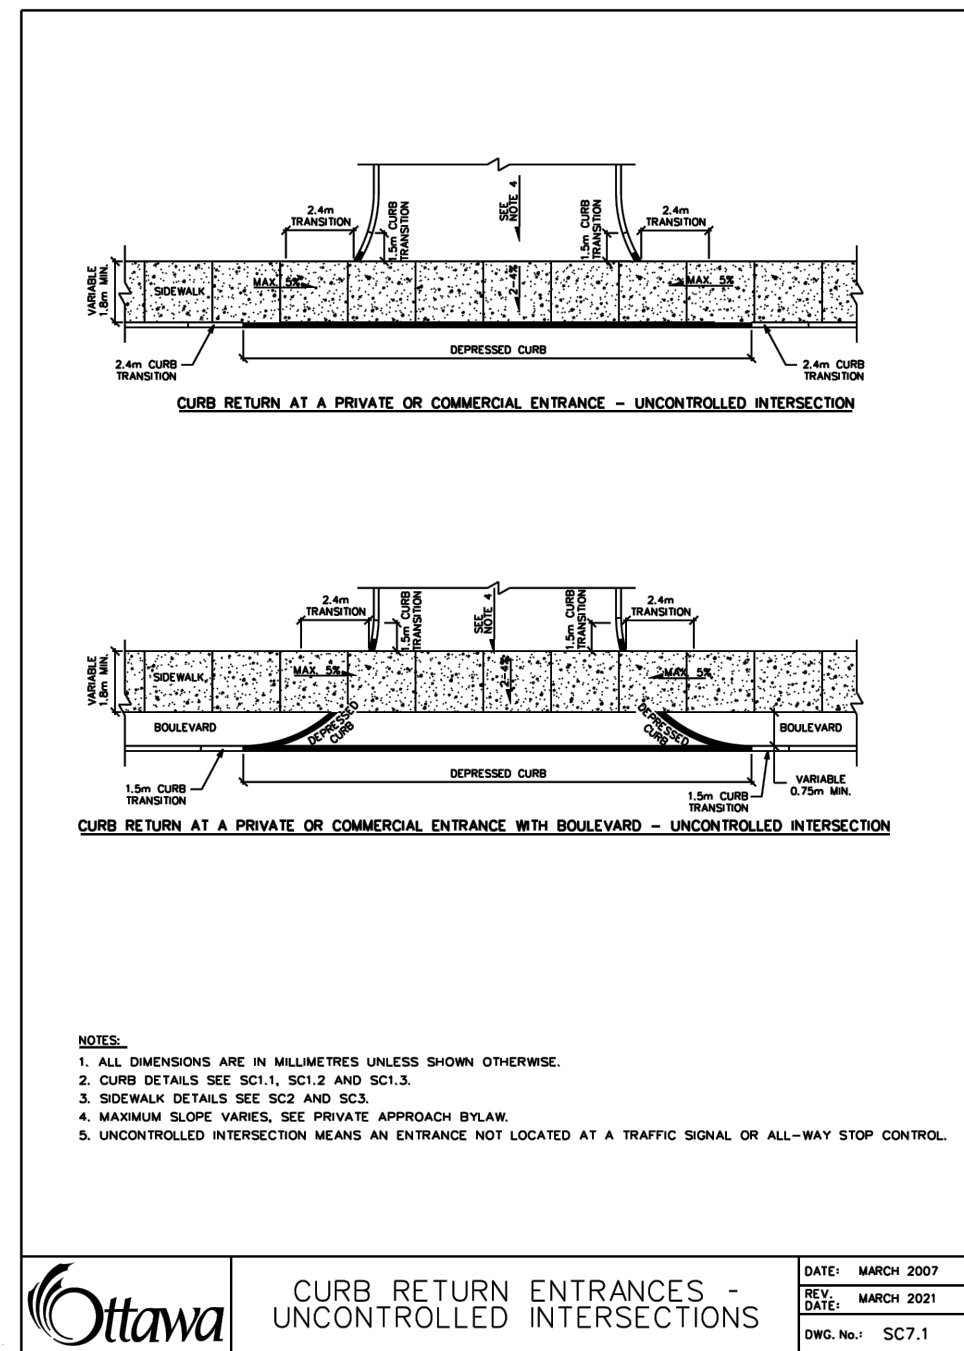 2.4m
TRANSITION
1.5m CURB
TRANSITION
SEE
NOTE 4
1.5m CURB
TRANSITION
2.4m
TRANSITION
VARIABLE
1.8m MIN.
SIDEWALK
MAX. 5%
2-4%
MAX. 5%
DEPRESSED CURB
2.4m CURB
TRANSITION
2.4m CURB
TRANSITION
CURB RETURN AT A PRIVATE OR COMMERCIAL ENTRANCE - UNCONTROLLED INTERSECTION
2.4m
TRANSITION
1.5m CURB
TRANSITION
SEE
NOTE 4
1.5m CURB
TRANSITION
2.4m
TRANSITION
VARIABLE
1.8m MIN.
SIDEWALK
MAX. 5%
2-4%
MAX. 5%
BOULEVARD
DEPRESSED
CURB
DEPRESSED
CURB
BOULEVARD
DEPRESSED CURB
1.5m CURB
TRANSITION
1.5m CURB
TRANSITION
VARIABLE
0.75m MIN.
CURB RETURN AT A PRIVATE OR COMMERCIAL ENTRANCE WITH BOULEVARD - UNCONTROLLED INTERSECTION
NOTES:
1. ALL DIMENSIONS ARE IN MILLIMETRES UNLESS SHOWN OTHERWISE.
2. CURB DETAILS SEE SC1.1, SC1.2 AND SC1.3.
3. SIDEWALK DETAILS SEE SC2 AND SC3.
4. MAXIMUM SLOPE VARIES, SEE PRIVATE APPROACH BYLAW.
5. UNCONTROLLED INTERSECTION MEANS AN ENTRANCE NOT LOCATED AT A TRAFFIC SIGNAL OR ALL-WAY STOP CONTROL.
Ottawa
CURB RETURN ENTRANCES -
UNCONTROLLED INTERSECTIONS
DATE: MARCH 2007
REV.
DATE: MARCH 2021
DWG. No.: SC7.1